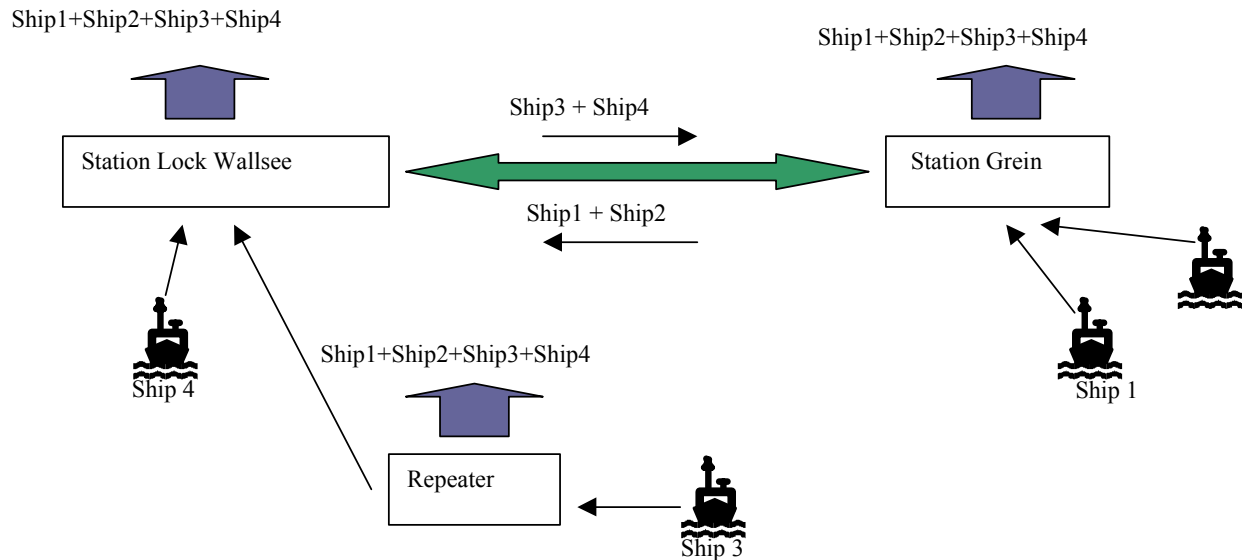 Ship1+Ship2+Ship3+Ship4
Ship1+Ship2+Ship3+Ship4
Ship3 + Ship4
Station Lock Wallsee
Station Grein
Ship1 + Ship2
Ship1+Ship2+Ship3+Ship4
Ship 4
Ship 1
Repeater
Ship 3